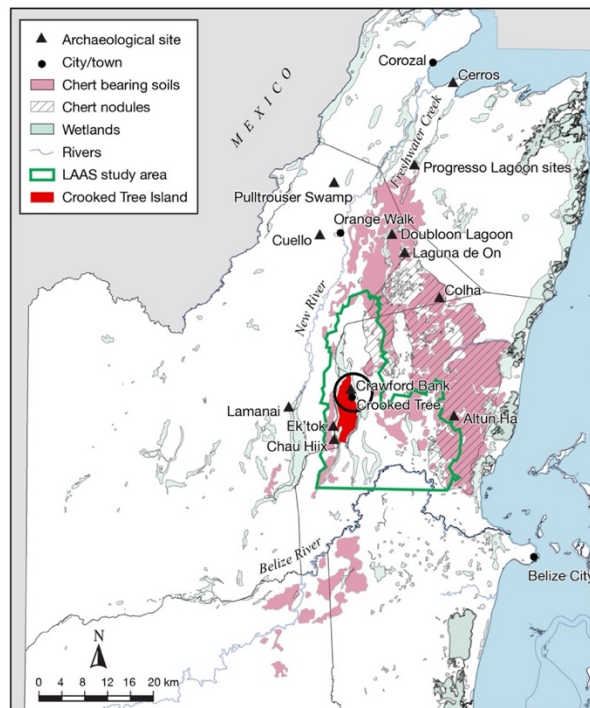 Archaeological site
City/town
Chert bearing soils
Chert nodules
Wetlands
Rivers
LAAS study area
Crooked Tree Island
MEXICO
Corozal
Cerros
Freshwater Creek
Progresso Lagoon sites
Pulltrouser Swamp
Orange Walk
Cuello
Doubloon Lagoon
Laguna de On
New River
Colha
Crawford Bank
Crooked Tree
Lamanai
Altun Ha
Ek'tok
Chau Hiix
Belize River
Belize City
N
0 4 8 12 16 20 km